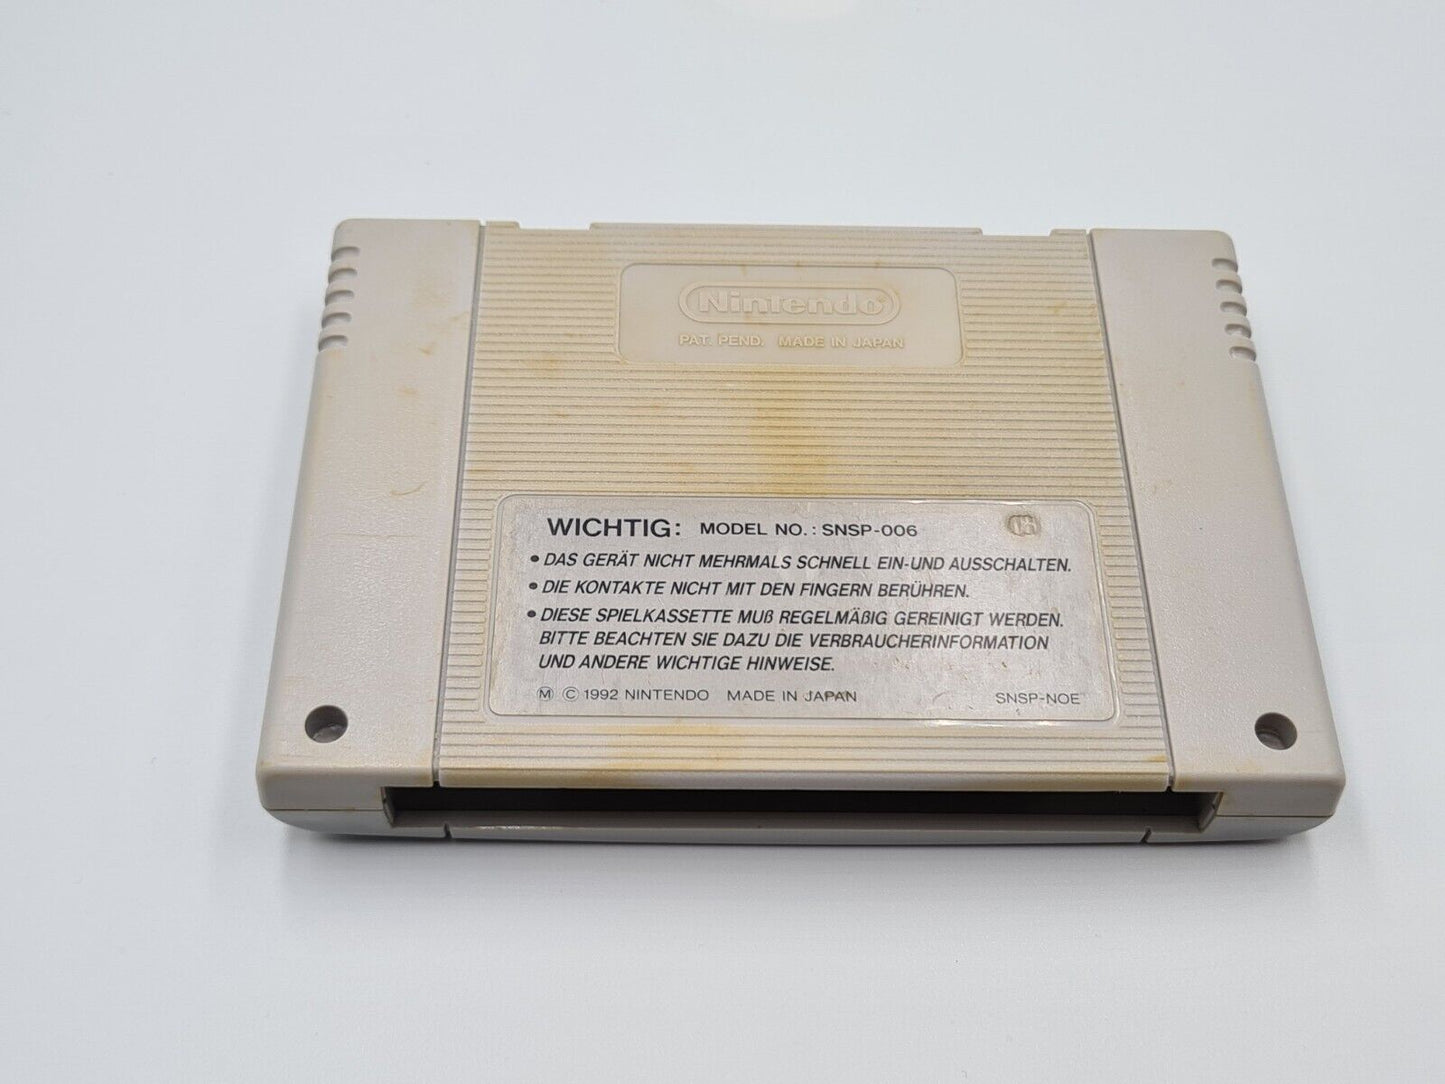 Nintendo
PAT. PEND. MADE IN JAPAN
WICHTIG: MODEL NO.: SNSP-006
• DAS GERÄT NICHT MEHRMALS SCHNELL EIN-UND AUSSCHALTEN.
• DIE KONTAKTE NICHT MIT DEN FINGERN BERÜHREN.
• DIESE SPIELKASSETTE MUß REGELMÄßIG GEREINIGT WERDEN.
BITTE BEACHTEN SIE DAZU DIE VERBRAUCHERINFORMATION
UND ANDERE WICHTIGE HINWEISE.
Ⓜ © 1992 NINTENDO MADE IN JAPAN SNSP-NOE